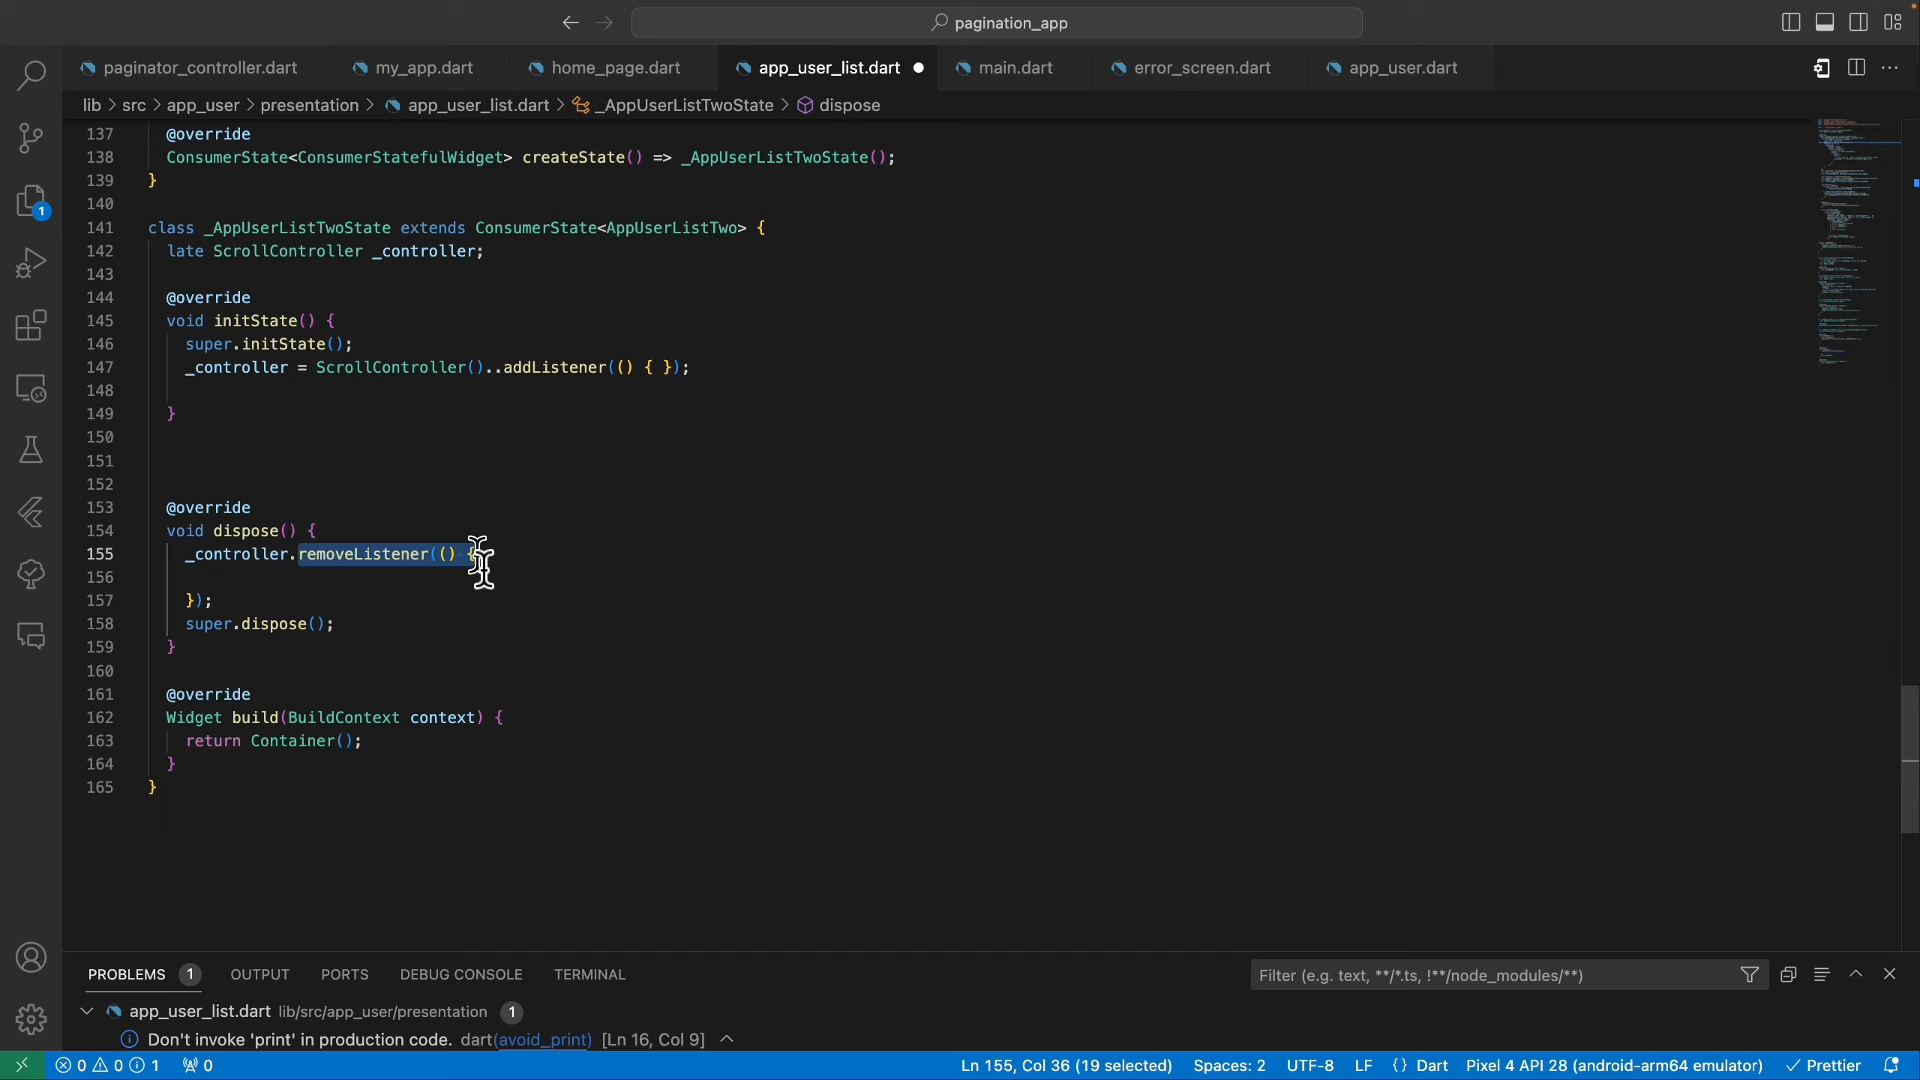 pagination_app
paginator_controller.dart my_app.dart home_page.dart app_user_list.dart main.dart error_screen.dart app_user.dart
lib > src > app_user > presentation > app_user_list.dart > _AppUserListTwoState > dispose
137 @override
138 ConsumerState<ConsumerStatefulWidget> createState() => _AppUserListTwoState();
139 }
140
141 class _AppUserListTwoState extends ConsumerState<AppUserListTwo> {
142 late ScrollController _controller;
143
144 @override
145 void initState() {
146 super.initState();
147 _controller = ScrollController()..addListener(() { });
148
149 }
150
151
152
153 @override
154 void dispose() {
155 _controller.removeListener(() {
156
157 });
158 super.dispose();
159 }
160
161 @override
162 Widget build(BuildContext context) {
163 return Container();
164 }
165 }
1
PROBLEMS 1 OUTPUT PORTS DEBUG CONSOLE TERMINAL Filter (e.g. text, **/*.ts, !**/node_modules/**)
app_user_list.dart lib/src/app_user/presentation 1
Don't invoke 'print' in production code. dart(avoid_print) [Ln 16, Col 9]
0 0 1 0 Ln 155, Col 36 (19 selected) Spaces: 2 UTF-8 LF {} Dart Pixel 4 API 28 (android-arm64 emulator) Prettier